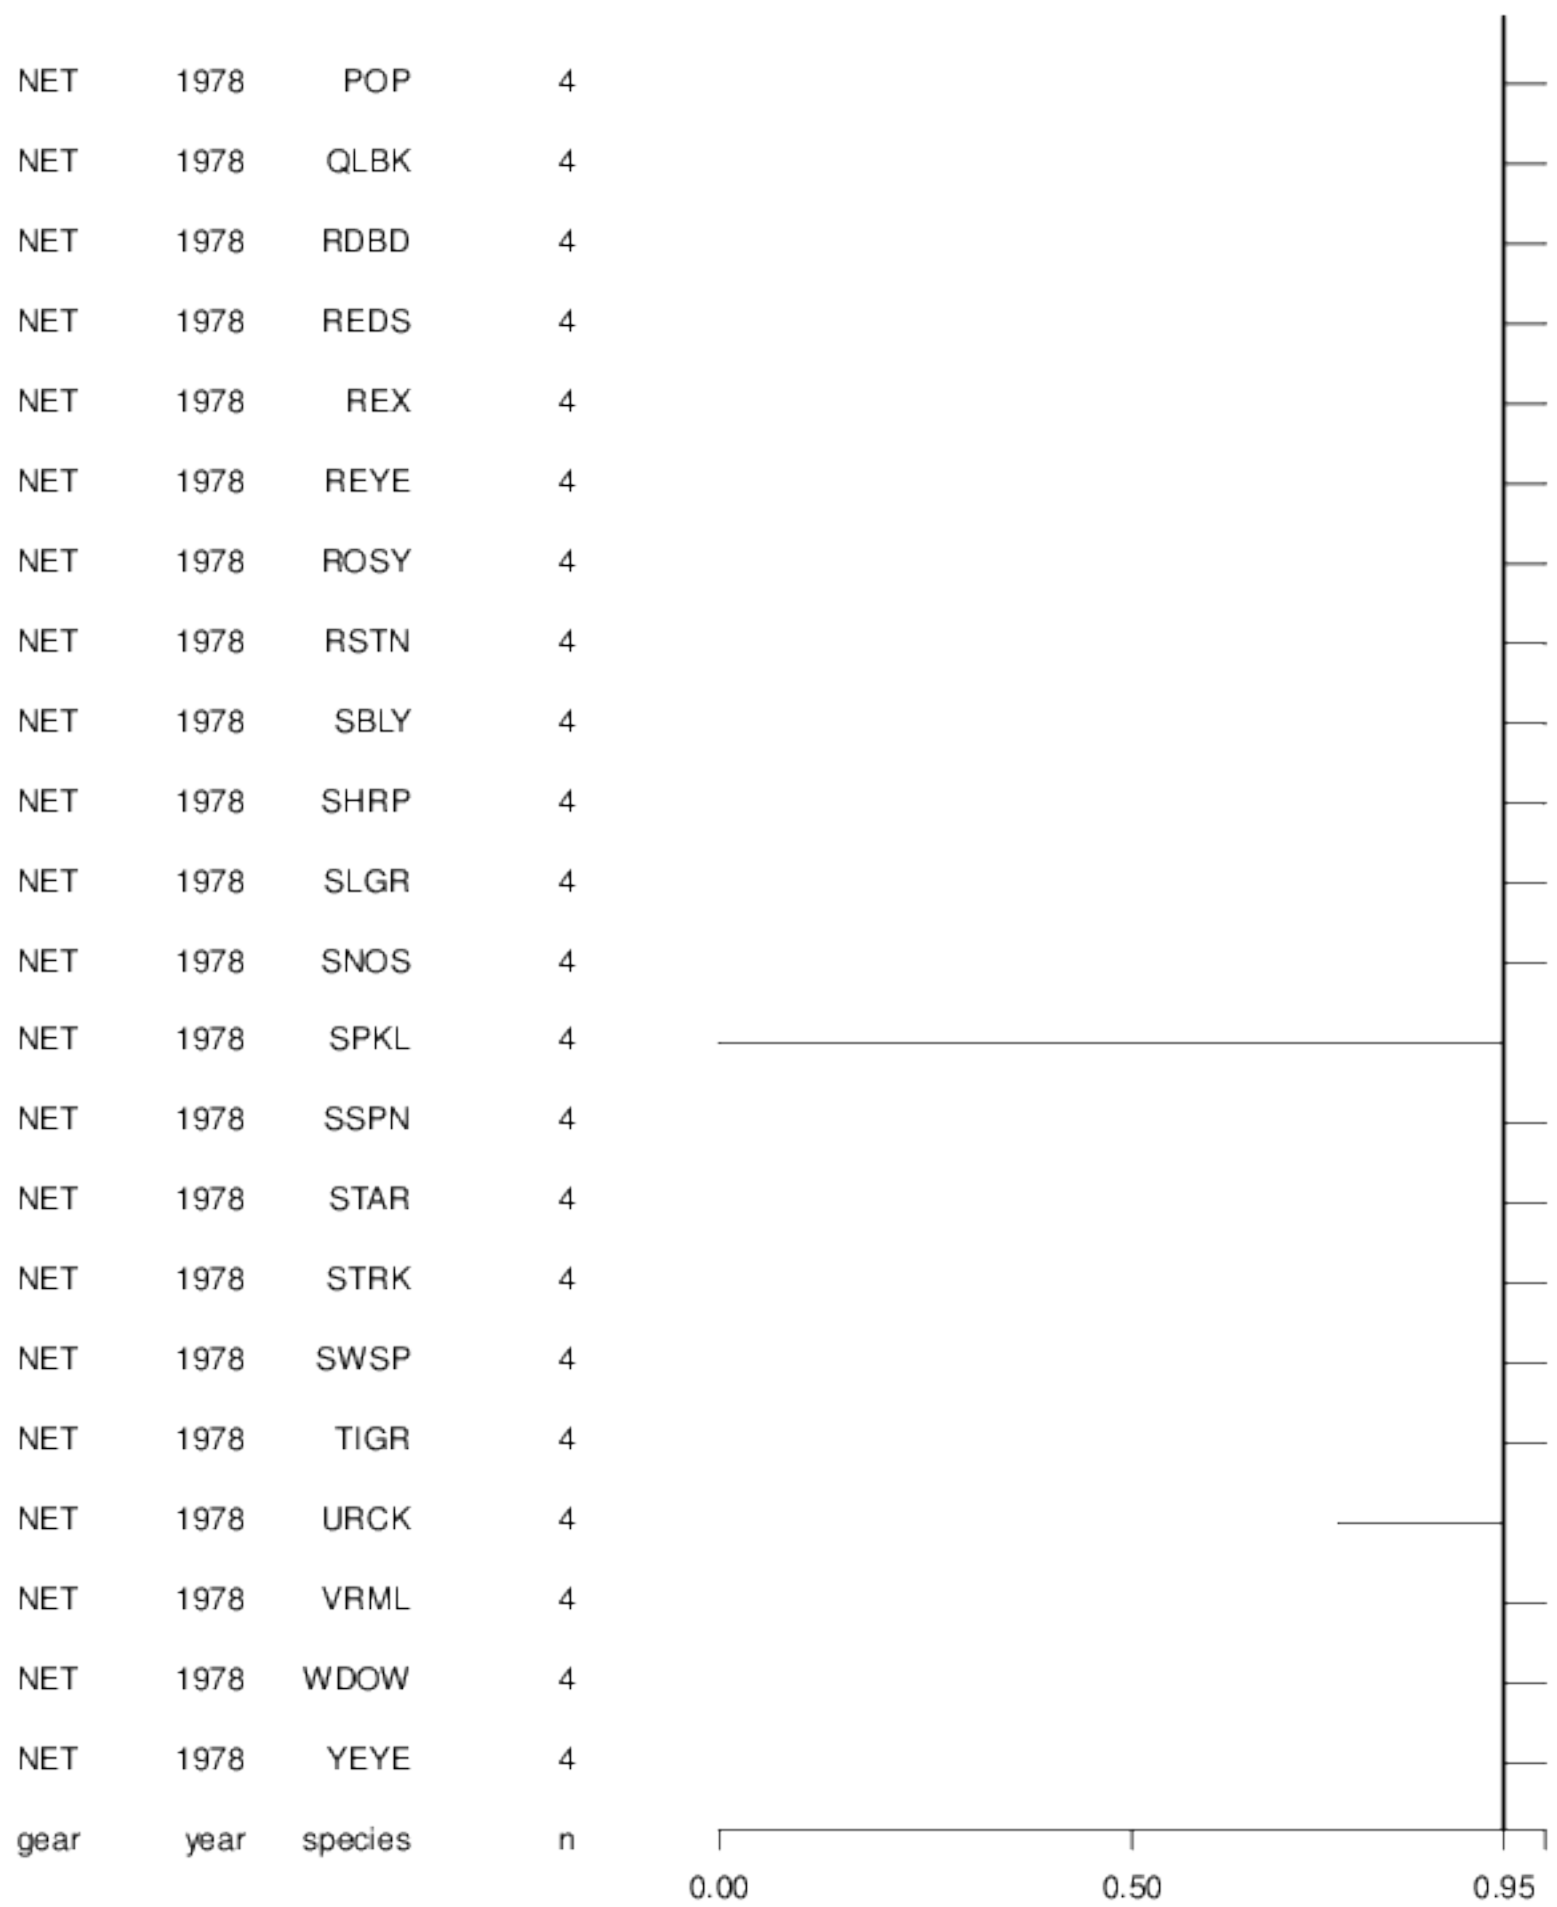 NET 1978 POP 4
NET 1978 QLBK 4
NET 1978 RDBD 4
NET 1978 REDS 4
NET 1978 REX 4
NET 1978 REYE 4
NET 1978 ROSY 4
NET 1978 RSTN 4
NET 1978 SBLY 4
NET 1978 SHRP 4
NET 1978 SLGR 4
NET 1978 SNOS 4
NET 1978 SPKL 4
NET 1978 SSPN 4
NET 1978 STAR 4
NET 1978 STRK 4
NET 1978 SWSP 4
NET 1978 TIGR 4
NET 1978 URCK 4
NET 1978 VRML 4
NET 1978 WDOW 4
NET 1978 YEYE 4
gear year species n
0.00 0.50 0.95